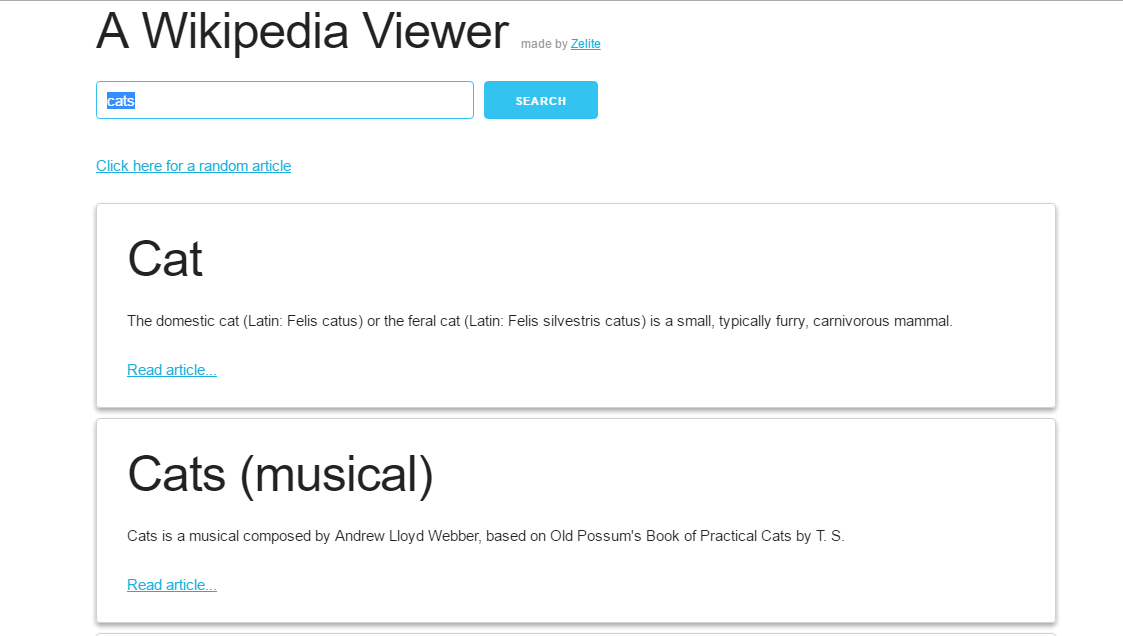 A Wikipedia Viewer made by Zelite
cats SEARCH
Click here for a random article
Cat
The domestic cat (Latin: Felis catus) or the feral cat (Latin: Felis silvestris catus) is a small, typically furry, carnivorous mammal.
Read article...
Cats (musical)
Cats is a musical composed by Andrew Lloyd Webber, based on Old Possum's Book of Practical Cats by T. S.
Read article...